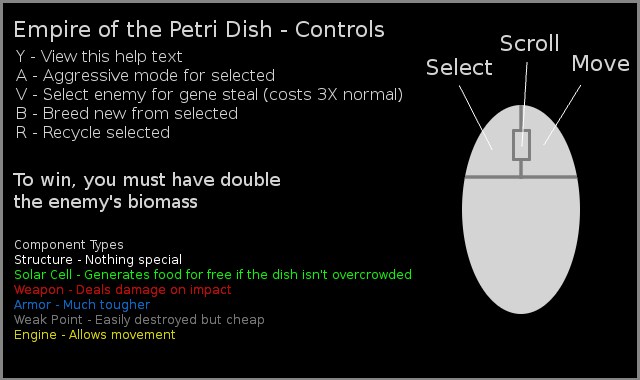 Empire of the Petri Dish - Controls
Y - View this help text
A - Aggressive mode for selected
V - Select enemy for gene steal (costs 3X normal)
B - Breed new from selected
R - Recycle selected
Select
Scroll
Move
To win, you must have double
the enemy's biomass
Component Types
Structure - Nothing special
Solar Cell - Generates food for free if the dish isn't overcrowded
Weapon - Deals damage on impact
Armor - Much tougher
Weak Point - Easily destroyed but cheap
Engine - Allows movement